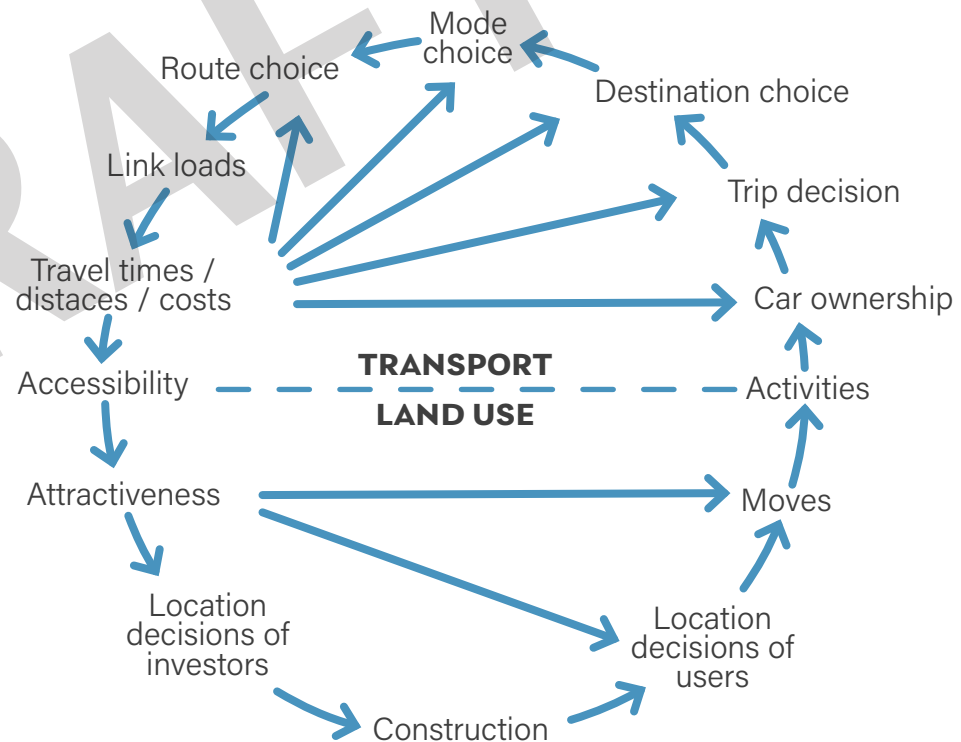 Mode
choice
Route choice
Destination choice
Link loads
Trip decision
Travel times /
distaces / costs
Car ownership
TRANSPORT
Accessibility
Activities
LAND USE
Attractiveness
Moves
Location
decisions of
investors
Location
decisions of
users
Construction